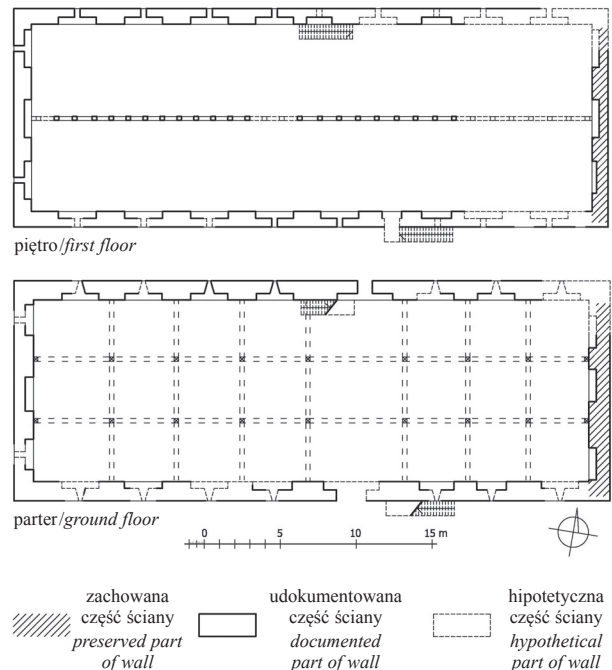 piętro/first floor
parter/ground floor
0 5 10 15 m
zachowana
część ściany
preserved part
of wall
udokumentowana
część ściany
documented
part of wall
hipotetyczna
część ściany
hypothetical
part of wall